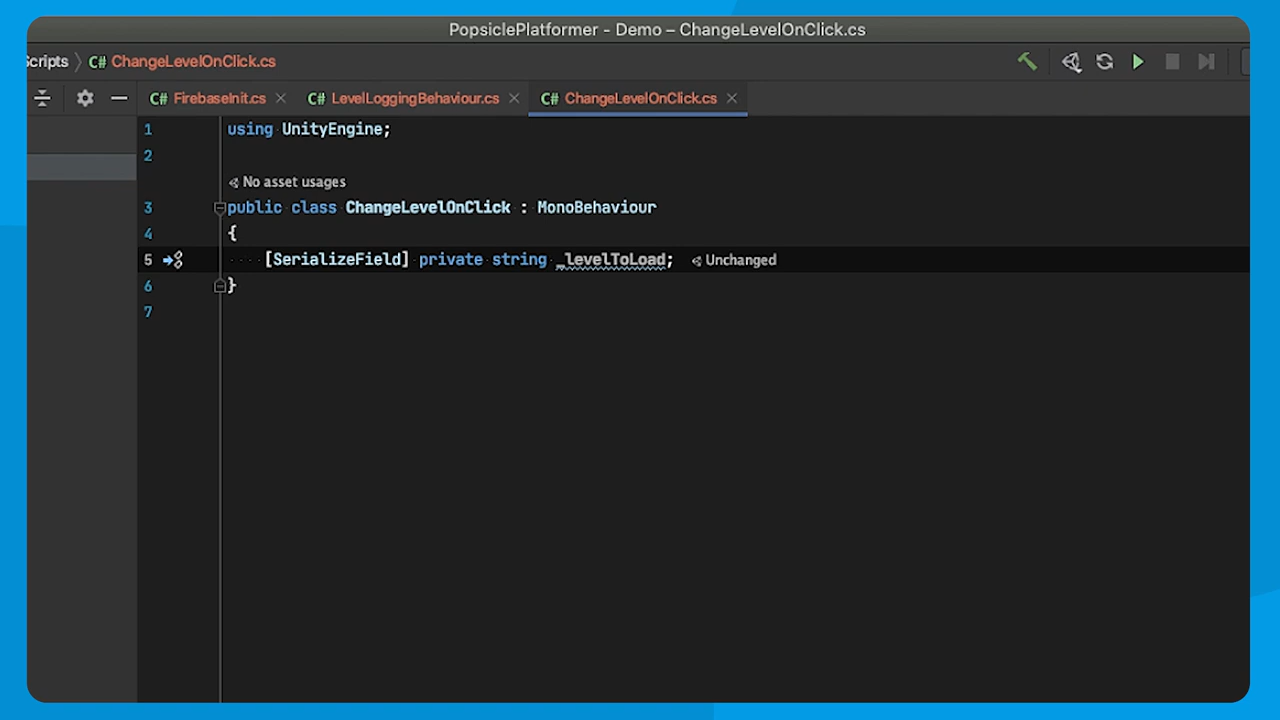 PopsiclePlatformer - Demo – ChangeLevelOnClick.cs
Scripts C# ChangeLevelOnClick.cs
C# FirebaseInit.cs C# LevelLoggingBehaviour.cs C# ChangeLevelOnClick.cs
1 using UnityEngine;
2
No asset usages
3 public class ChangeLevelOnClick : MonoBehaviour
4 {
5 [SerializeField] private string _levelToLoad; Unchanged
6 }
7